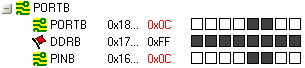 PORTB
PORTB 0x18... 0x0C
DDRB 0x17... 0xFF
PINB 0x16... 0x0C